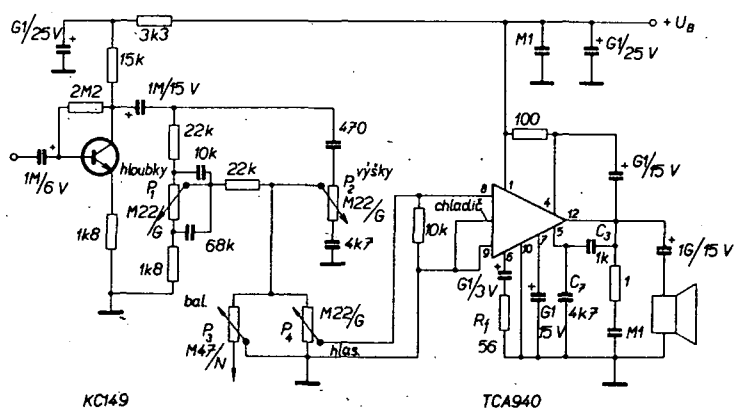 G1/25 V
+
3k3
+ U_B
M1
+ G1/25 V
15k
2M2
1M/15 V
+
22k
470
100
+ G1/15 V
+
1M/6 V
hloubky
10k
22k
P1
M22/G
P2
výšky
M22/G
68k
4k7
1k8
1k8
8
1
4
chladič
10k
12
9
6
10
7
5
C3
1k
1G/15 V
+
G1/3 V
+
Rf
56
+
G1
15 V
C7
4k7
1
M1
bal.
P3
M47/N
M22/G
P4
hlas.
KC149
TCA940